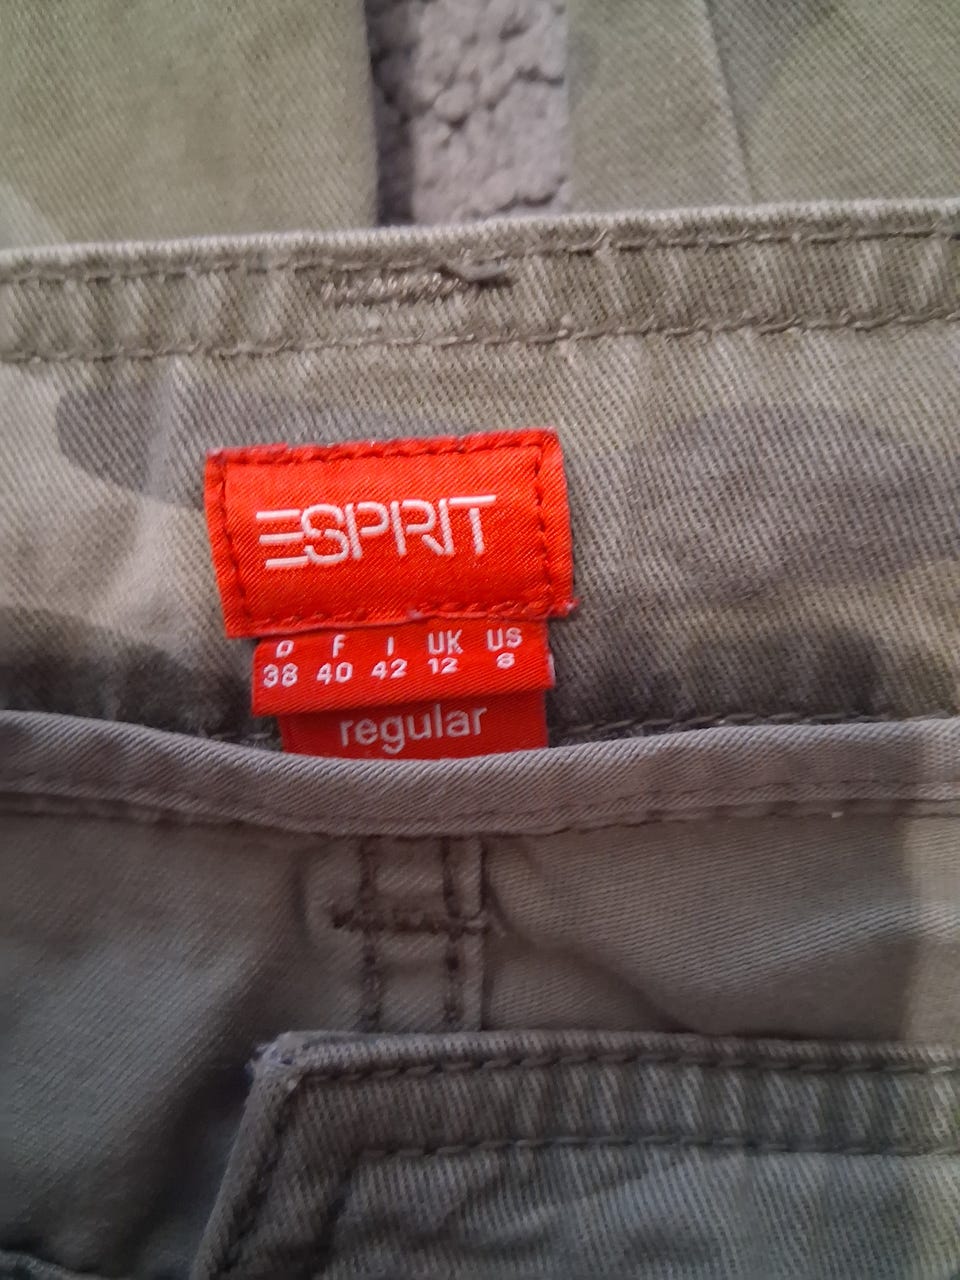 ESPRIT
D F I UK US
38 40 42 12 8
regular